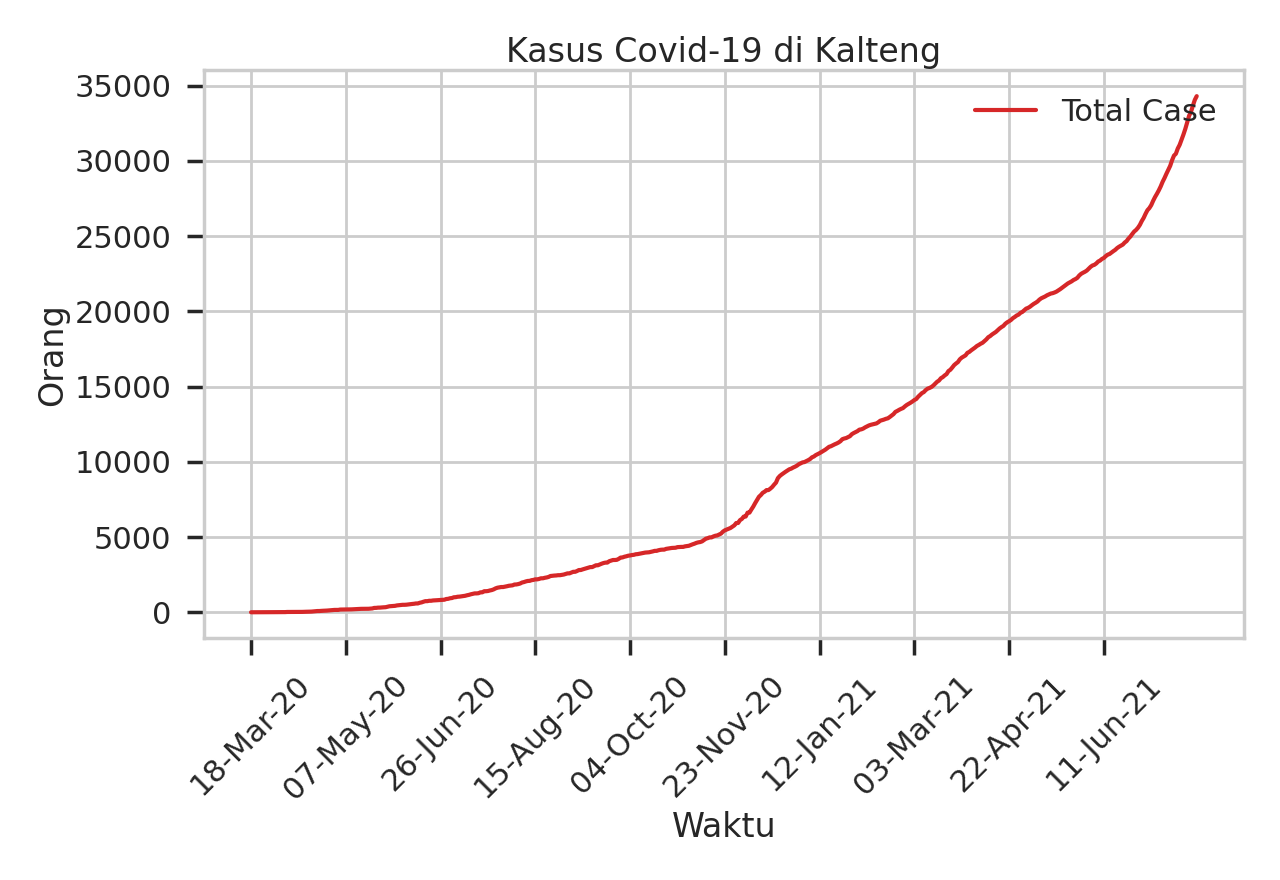 Kasus Covid-19 di Kalteng
Total Case
35000
30000
25000
20000
15000
10000
5000
0
Orang
18-Mar-20
07-May-20
26-Jun-20
15-Aug-20
04-Oct-20
23-Nov-20
12-Jan-21
03-Mar-21
22-Apr-21
11-Jun-21
Waktu